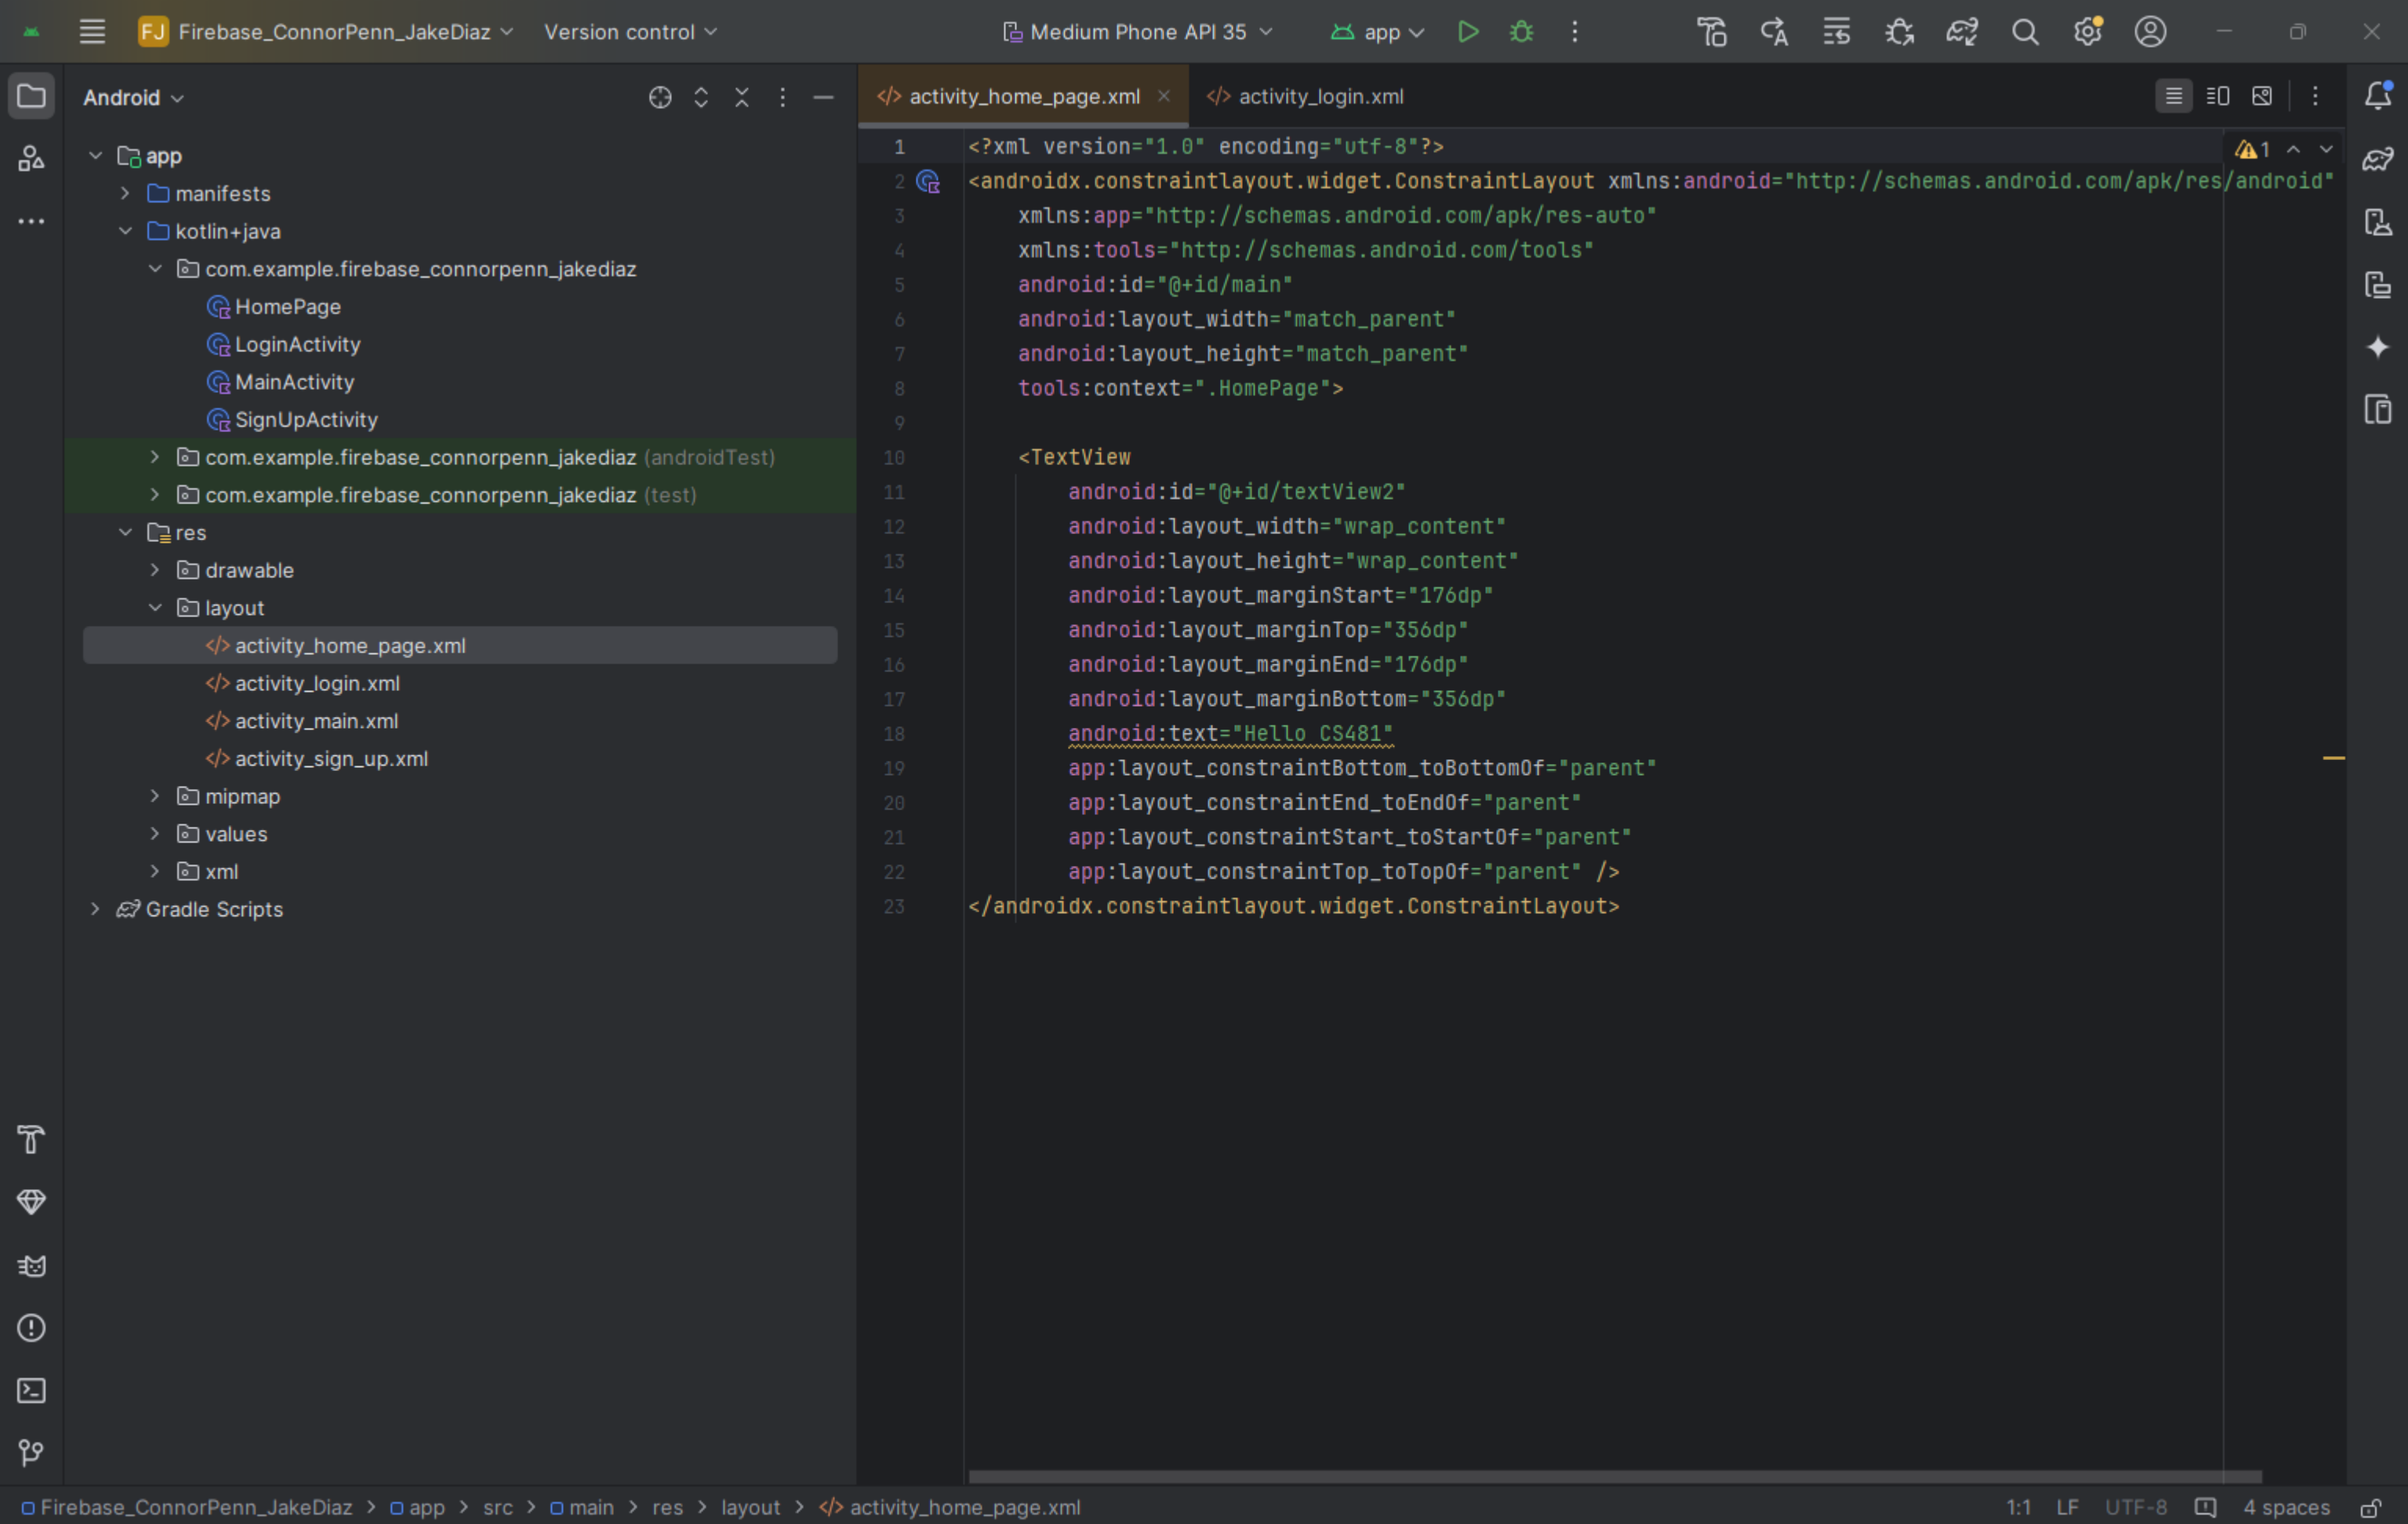 FJ Firebase_ConnorPenn_JakeDiaz Version control Medium Phone API 35 app
Android
app
manifests
kotlin+java
com.example.firebase_connorpenn_jakediaz
HomePage
LoginActivity
MainActivity
SignUpActivity
com.example.firebase_connorpenn_jakediaz (androidTest)
com.example.firebase_connorpenn_jakediaz (test)
res
drawable
layout
activity_home_page.xml
activity_login.xml
activity_main.xml
activity_sign_up.xml
mipmap
values
xml
Gradle Scripts
activity_home_page.xml activity_login.xml
1 <?xml version="1.0" encoding="utf-8"?> 1
2 <androidx.constraintlayout.widget.ConstraintLayout xmlns:android="http://schemas.android.com/apk/res/android"
3 xmlns:app="http://schemas.android.com/apk/res-auto"
4 xmlns:tools="http://schemas.android.com/tools"
5 android:id="@+id/main"
6 android:layout_width="match_parent"
7 android:layout_height="match_parent"
8 tools:context=".HomePage">
9
10 <TextView
11 android:id="@+id/textView2"
12 android:layout_width="wrap_content"
13 android:layout_height="wrap_content"
14 android:layout_marginStart="176dp"
15 android:layout_marginTop="356dp"
16 android:layout_marginEnd="176dp"
17 android:layout_marginBottom="356dp"
18 android:text="Hello CS481"
19 app:layout_constraintBottom_toBottomOf="parent"
20 app:layout_constraintEnd_toEndOf="parent"
21 app:layout_constraintStart_toStartOf="parent"
22 app:layout_constraintTop_toTopOf="parent" />
23 </androidx.constraintlayout.widget.ConstraintLayout>
Firebase_ConnorPenn_JakeDiaz > app > src > main > res > layout > activity_home_page.xml 1:1 LF UTF-8 4 spaces